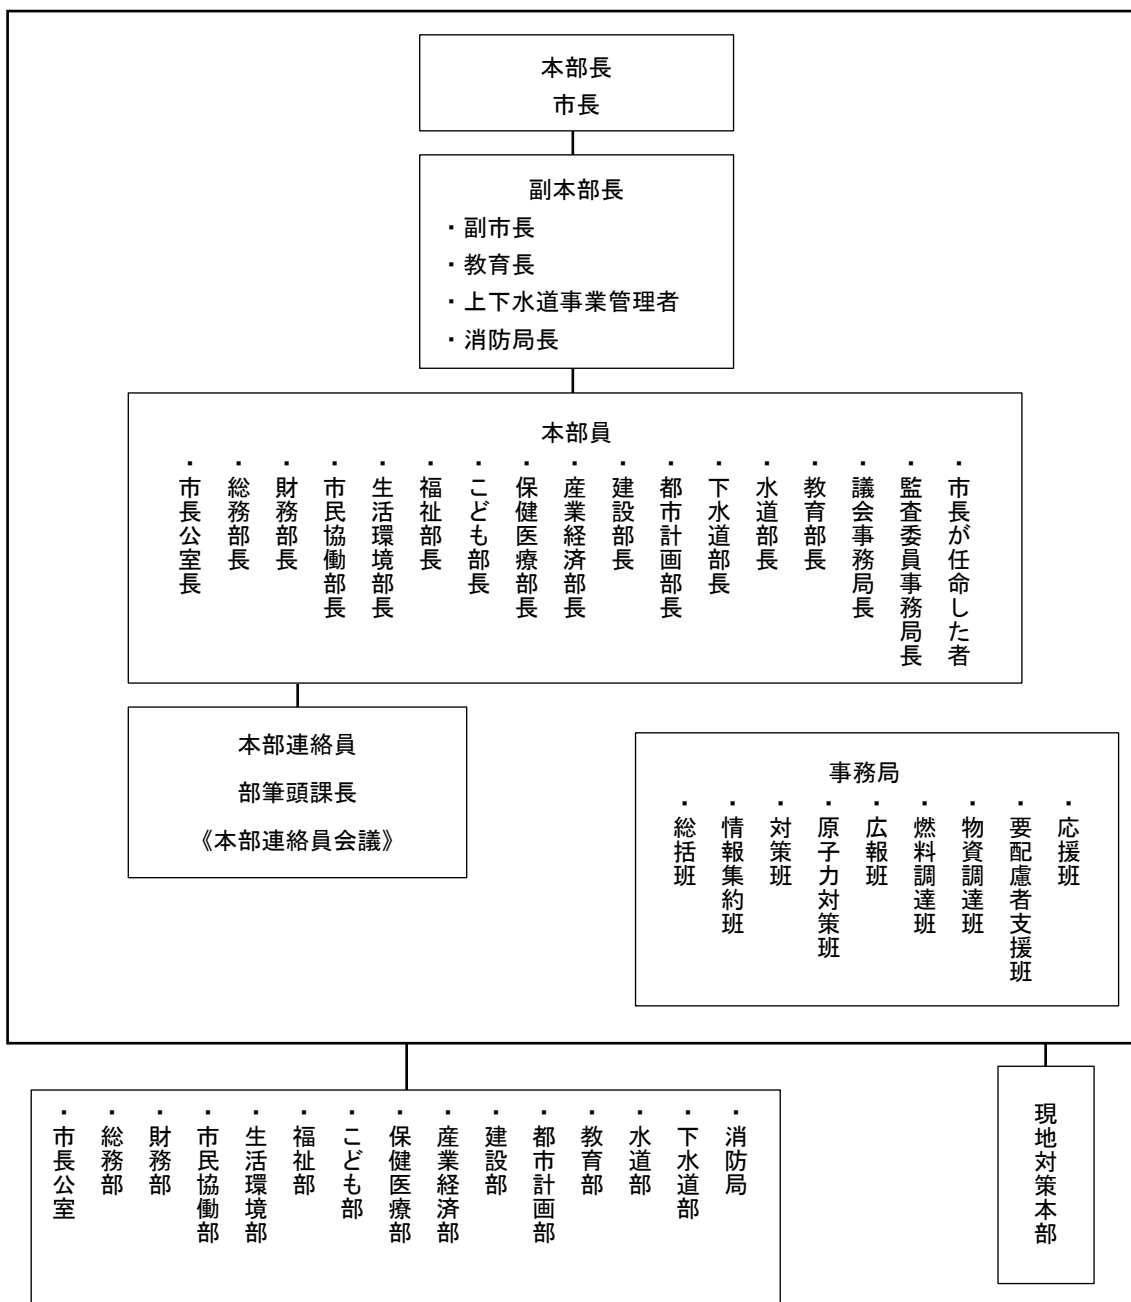 本部長
市長
副本部長
・副市長
・教育長
・上下水道事業管理者
・消防局長
本部員
・市長公室長
・総務部長
・財務部長
・市民協働部長
・生活環境部長
・福祉部長
・こども部長
・保健医療部長
・産業経済部長
・建設部長
・都市計画部長
・下水道部長
・水道部長
・教育部長
・議会事務局長
・監査委員事務局長
・市長が任命した者
本部連絡員
部筆頭課長
《本部連絡員会議》
事務局
・総括班
・情報集約班
・対策班
・原子力対策班
・広報班
・燃料調達班
・物資調達班
・要配慮者支援班
・応援班
・市長公室
・総務部
・財務部
・市民協働部
・生活環境部
・福祉部
・こども部
・保健医療部
・産業経済部
・建設部
・都市計画部
・教育部
・水道部
・下水道部
・消防局
現地対策本部